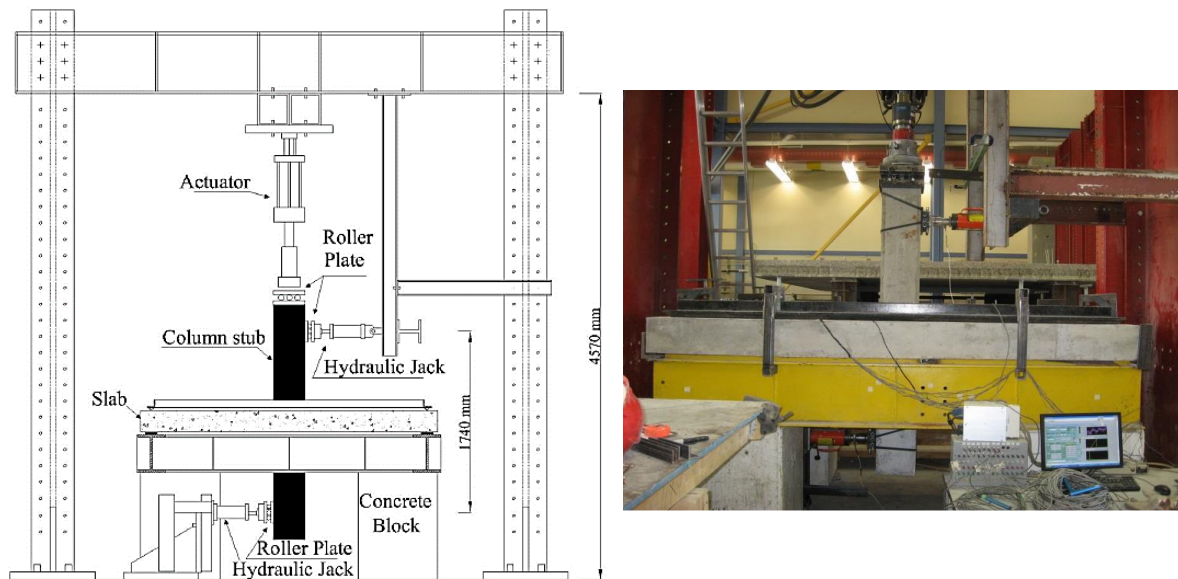 Actuator
Roller
Plate
Column stub
Hydraulic Jack
Slab
1740 mm
4570 mm
Concrete
Block
Roller Plate
Hydraulic Jack